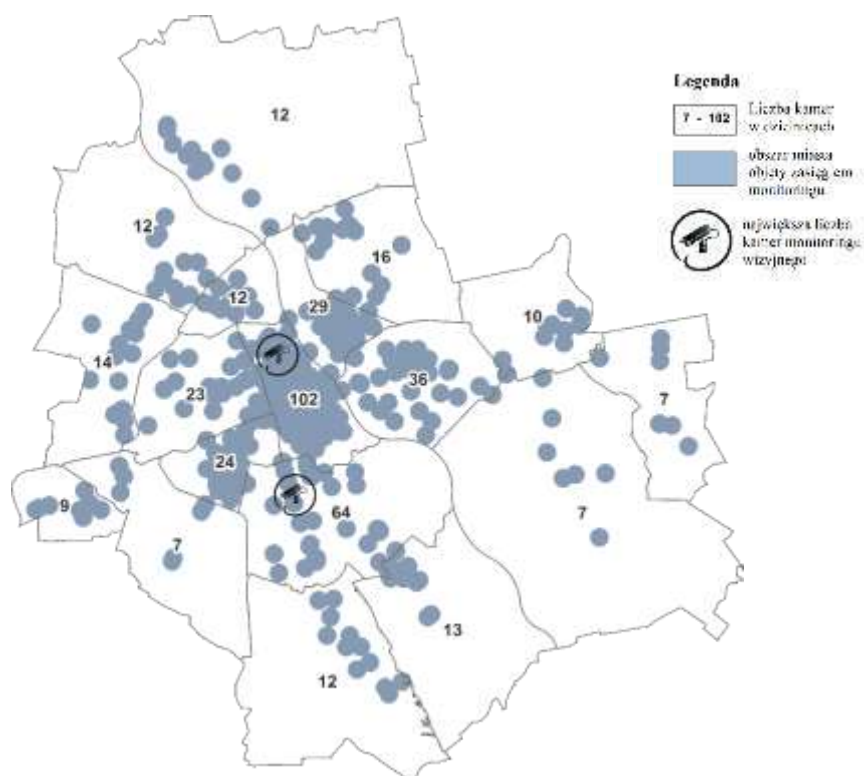 Legenda
7 - 102
Liczba kamer
w dzielnicach
obszar miasta
objęty zasięgiem
monitoringu
największa liczba
kamer monitoringu
wizyjnego
12
12
16
12
29
10
14
23
36
102
7
24
9
64
7
7
13
12